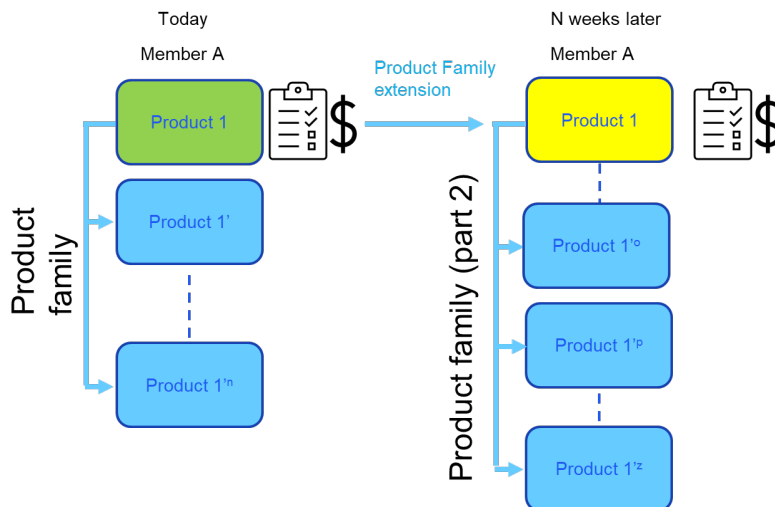 Today
Member A
Product 1
$
Product 1'
Product 1'ⁿ
Product
family
Product Family
extension
N weeks later
Member A
Product 1
$
Product 1'ᵒ
Product 1'ᵖ
Product 1'ᶻ
Product family (part 2)